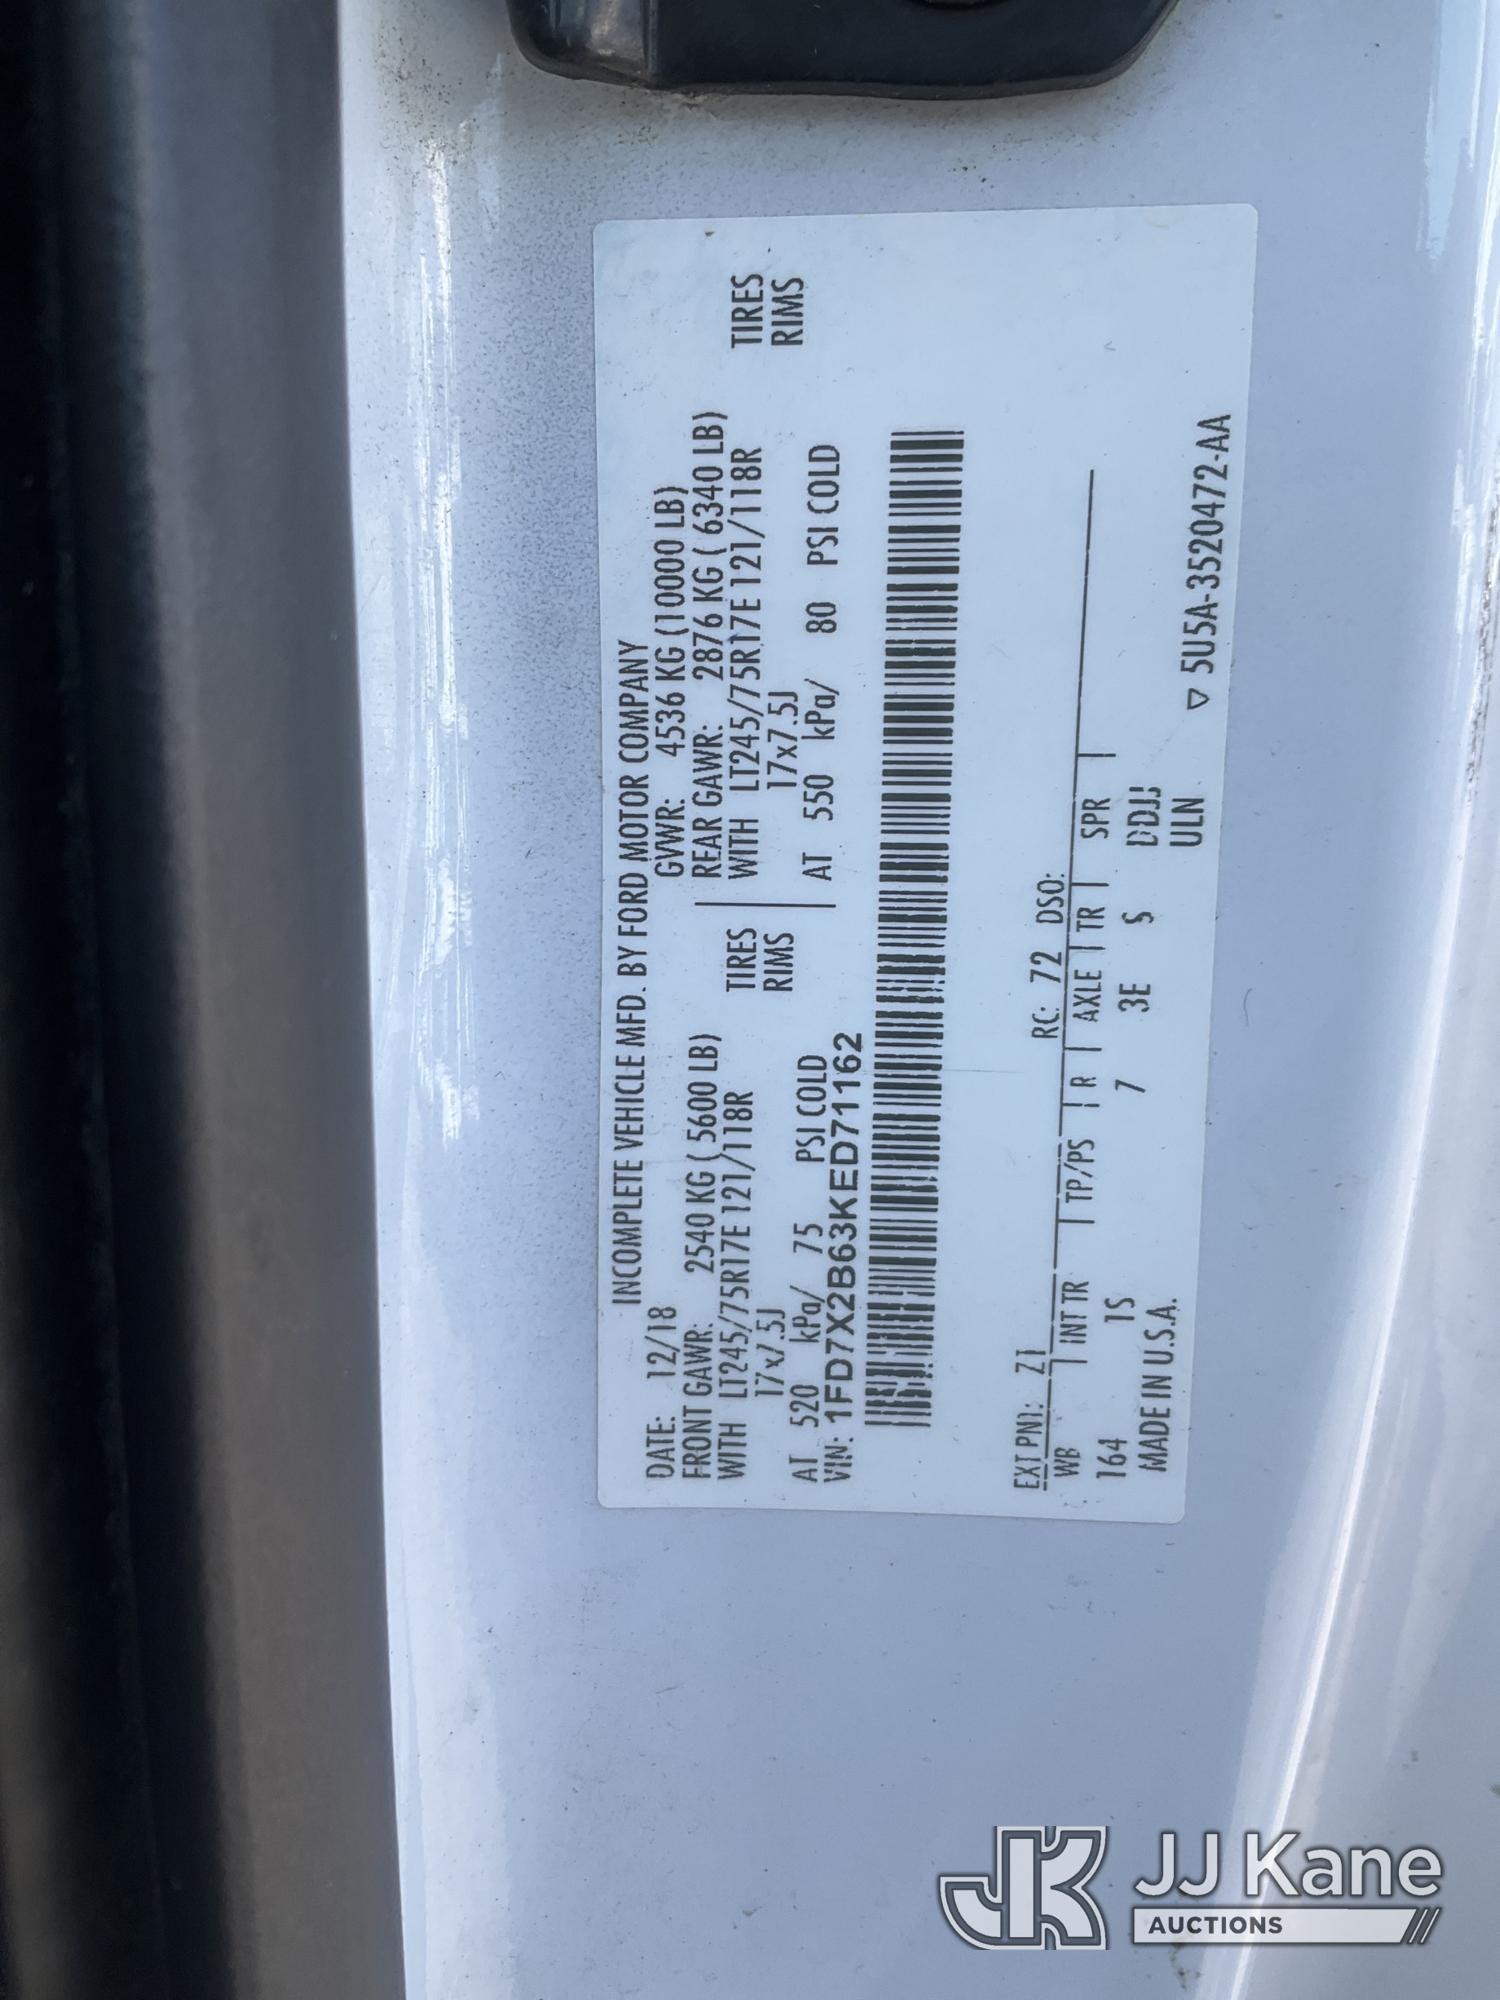 INCOMPLETE VEHICLE MFD. BY FORD MOTOR COMPANY
DATE: 12/18 GVWR: 4536 KG (10000 LB)
FRONT GAWR: 2540 KG ( 5600 LB) REAR GAWR: 2876 KG ( 6340 LB)
WITH LT245/75R17E 121/118R TIRES WITH LT245/75R17E 121/118R TIRES
17x7.5J RIMS 17x7.5J RIMS
AT 520 kPa/ 75 PSI COLD AT 550 kPa/ 80 PSI COLD
VIN: 1FD7X2B63KED71162
EXT PNT: Z1 RC: 72 DSO:
WB INT TR TP/PS R AXLE TR SPR
164 1S 7 3E S DDJJ
MADE IN U.S.A. ULN
5U5A-3520472-AA
JK JJ Kane
AUCTIONS